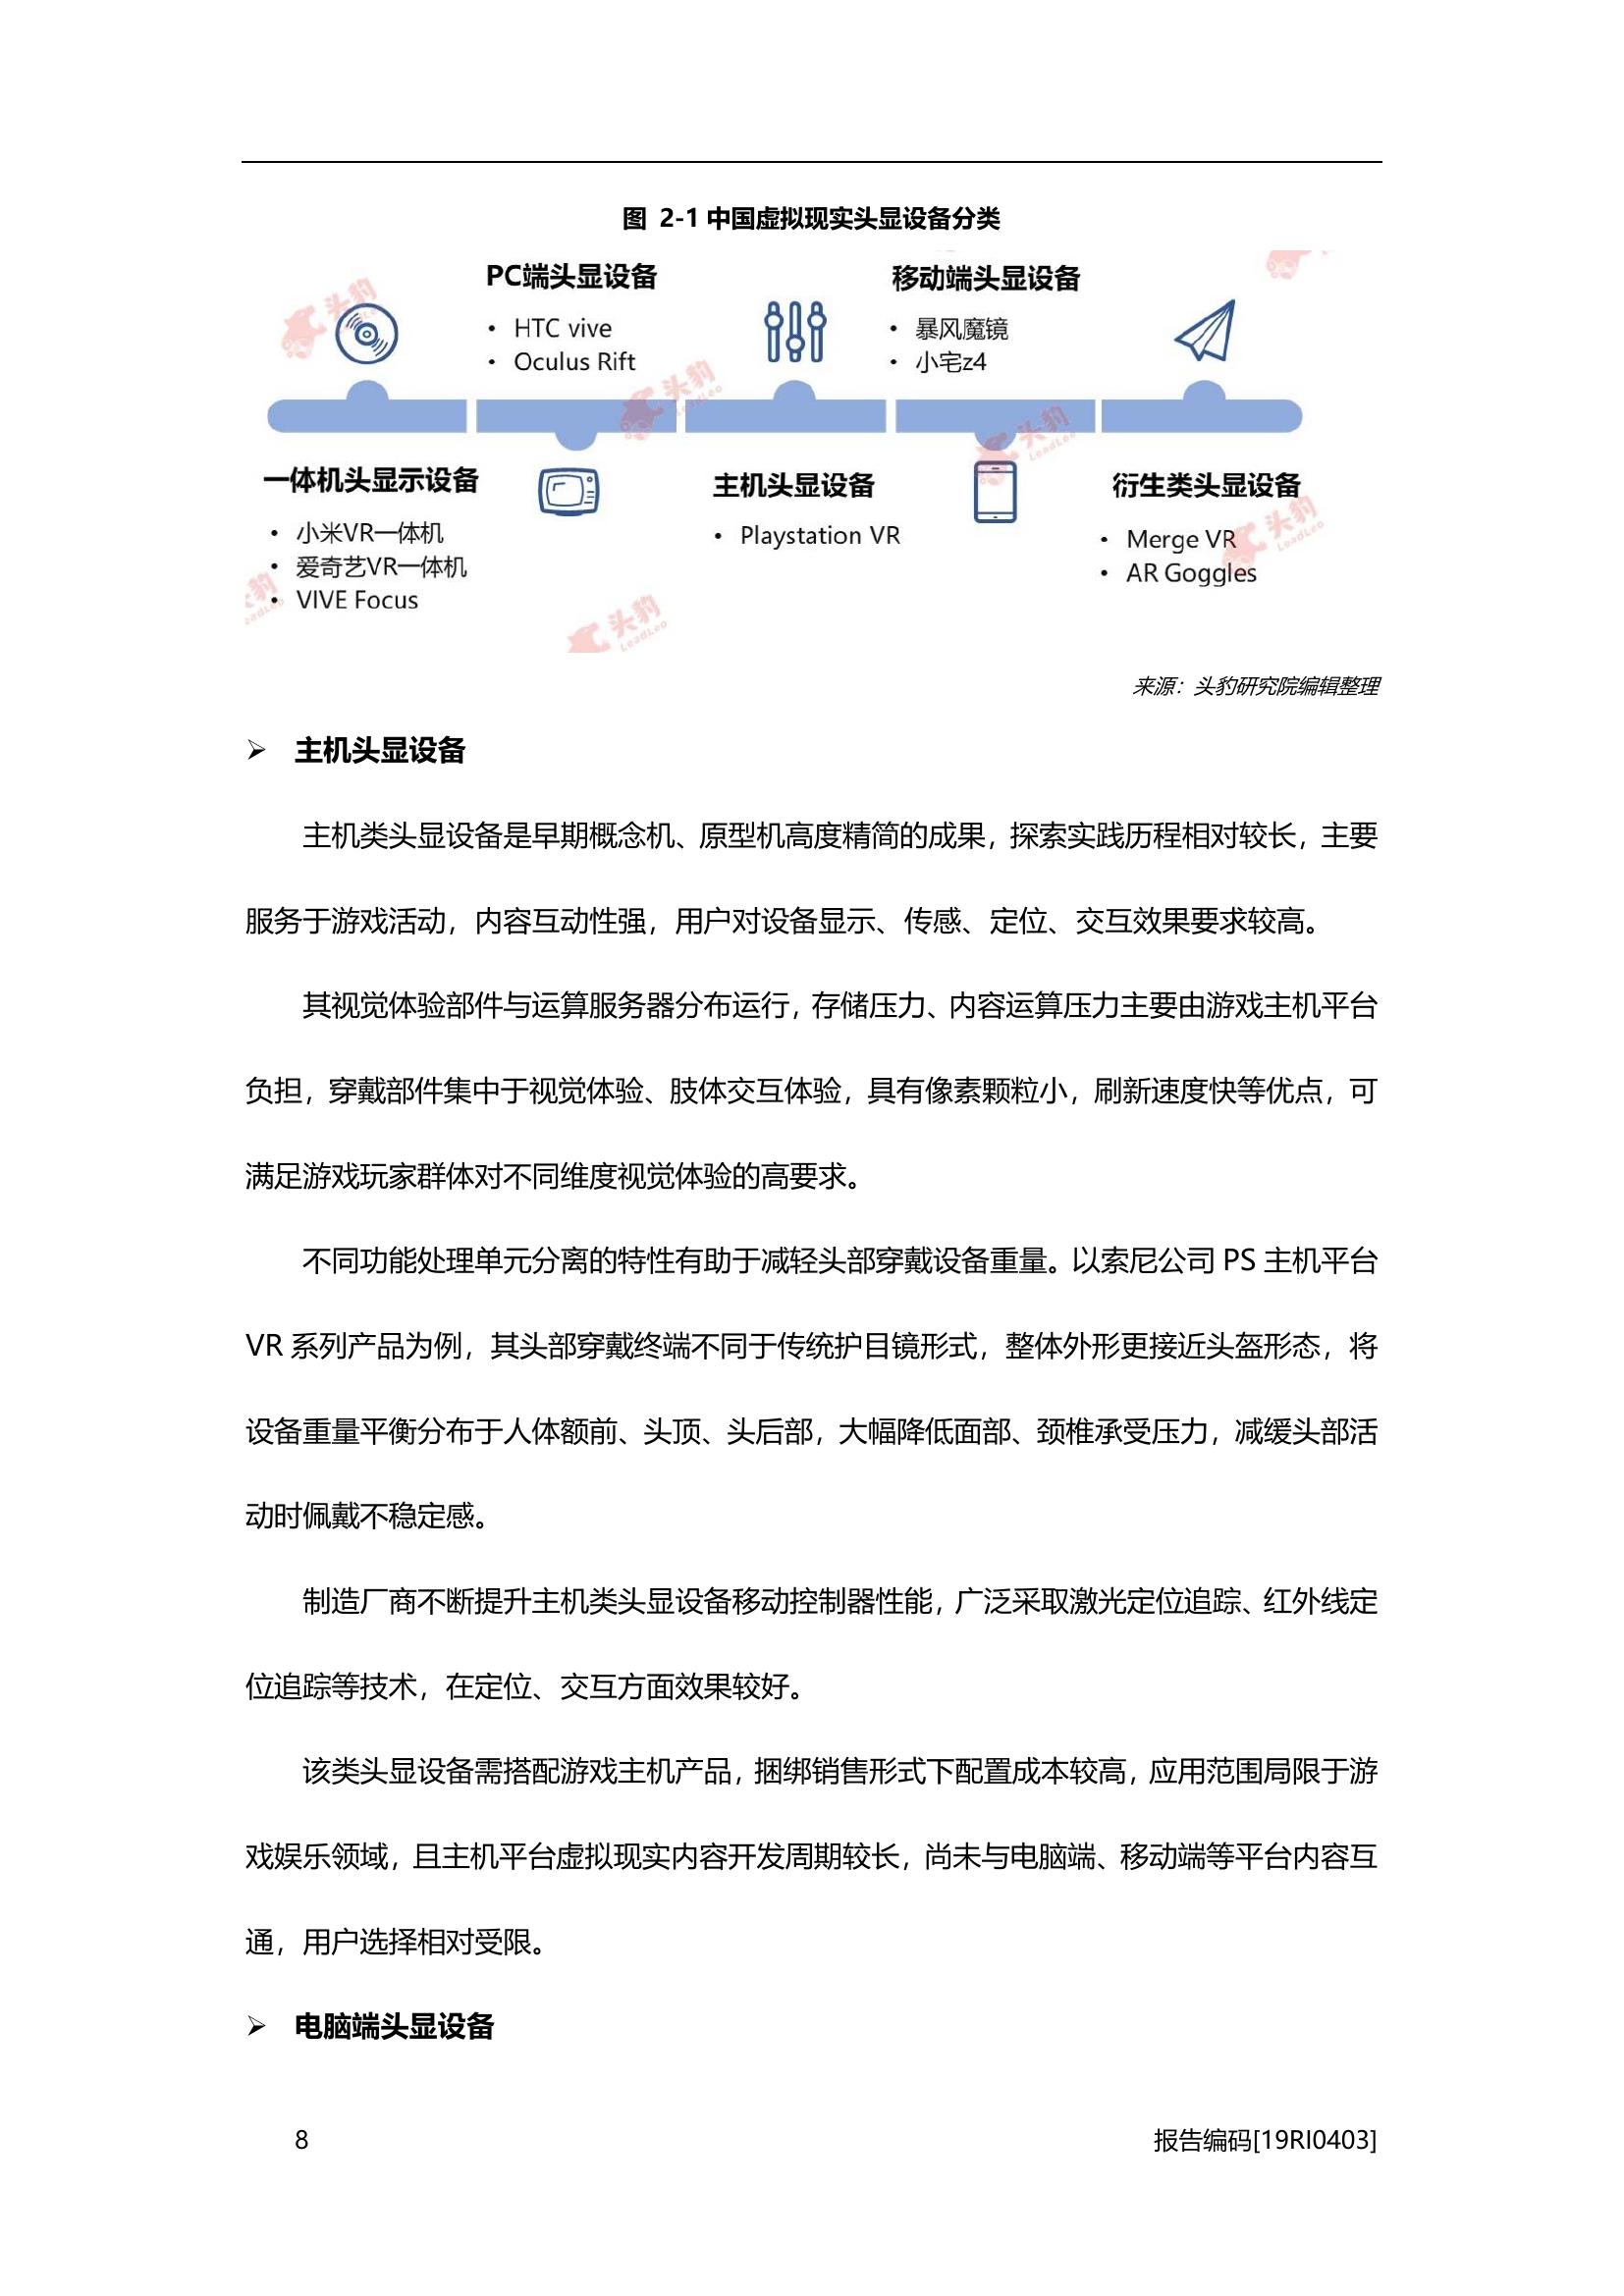 图 2-1 中国虚拟现实头显设备分类
PC端头显设备
• HTC vive
• Oculus Rift
移动端头显设备
• 暴风魔镜
• 小宅z4
一体机头显示设备
• 小米VR一体机
• 爱奇艺VR一体机
• VIVE Focus
主机头显设备
• Playstation VR
衍生类头显设备
• Merge VR
• AR Goggles
头豹
头豹
LeadLeo
头豹
LeadLeo
头豹
LeadLeo
头豹
LeadLeo
来源：头豹研究院编辑整理
➢ 主机头显设备
主机类头显设备是早期概念机、原型机高度精简的成果，探索实践历程相对较长，主要
服务于游戏活动，内容互动性强，用户对设备显示、传感、定位、交互效果要求较高。
其视觉体验部件与运算服务器分布运行，存储压力、内容运算压力主要由游戏主机平台
负担，穿戴部件集中于视觉体验、肢体交互体验，具有像素颗粒小，刷新速度快等优点，可
满足游戏玩家群体对不同维度视觉体验的高要求。
不同功能处理单元分离的特性有助于减轻头部穿戴设备重量。以索尼公司 PS 主机平台
VR 系列产品为例，其头部穿戴终端不同于传统护目镜形式，整体外形更接近头盔形态，将
设备重量平衡分布于人体额前、头顶、头后部，大幅降低面部、颈椎承受压力，减缓头部活
动时佩戴不稳定感。
制造厂商不断提升主机类头显设备移动控制器性能，广泛采取激光定位追踪、红外线定
位追踪等技术，在定位、交互方面效果较好。
该类头显设备需搭配游戏主机产品，捆绑销售形式下配置成本较高，应用范围局限于游
戏娱乐领域，且主机平台虚拟现实内容开发周期较长，尚未与电脑端、移动端等平台内容互
通，用户选择相对受限。
➢ 电脑端头显设备
8
报告编码[19RI0403]